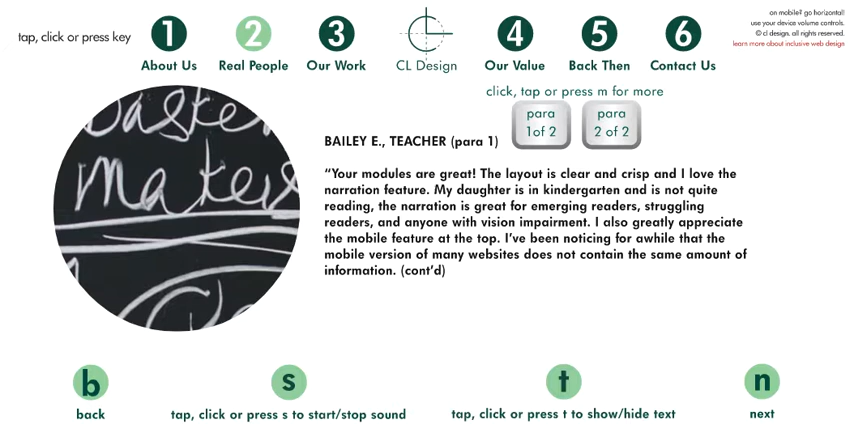 on mobile? go horizontal!
use your device volume controls.
© cl design. all rights reserved.
learn more about inclusive web design
tap, click or press key
1 2 3 4 5 6
About Us Real People Our Work CL Design Our Value Back Then Contact Us
click, tap or press m for more
para para
1of 2 2 of 2
Basket
Makers
BAILEY E., TEACHER (para 1)
“Your modules are great! The layout is clear and crisp and I love the
narration feature. My daughter is in kindergarten and is not quite
reading, the narration is great for emerging readers, struggling
readers, and anyone with vision impairment. I also greatly appreciate
the mobile feature at the top. I’ve been noticing for awhile that the
mobile version of many websites does not contain the same amount of
information. (cont’d)
b s t n
back tap, click or press s to start/stop sound tap, click or press t to show/hide text next